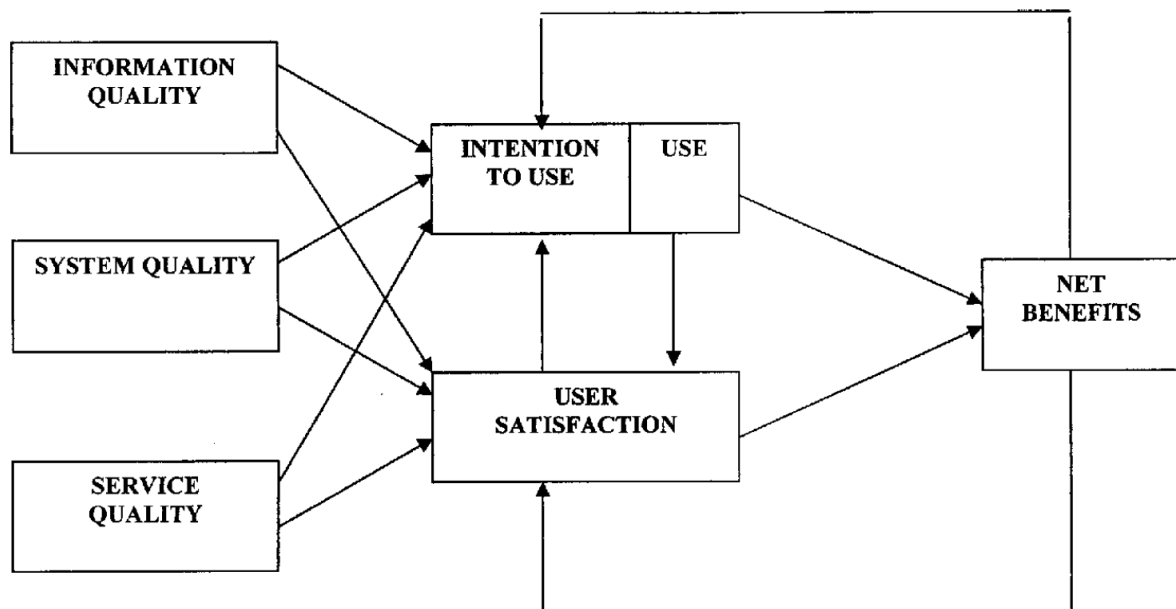 INFORMATION
QUALITY
INTENTION
TO USE
USE
SYSTEM QUALITY
NET
BENEFITS
USER
SATISFACTION
SERVICE
QUALITY